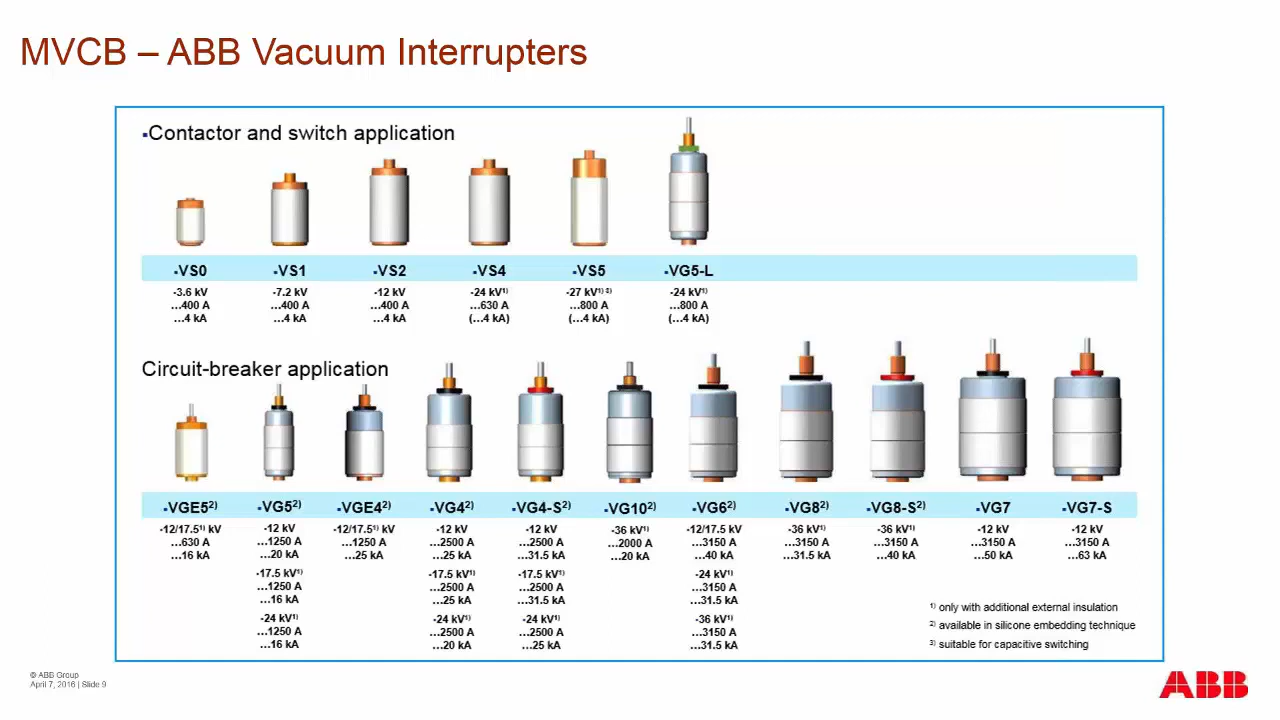 MVCB – ABB Vacuum Interrupters
▪Contactor and switch application
▪VS0 ▪VS1 ▪VS2 ▪VS4 ▪VS5 ▪VG5-L
-3.6 kV -7.2 kV -12 kV -24 kV¹⁾ -27 kV¹⁾ ³⁾ -24 kV¹⁾
…400 A …400 A …400 A …630 A …800 A …800 A
…4 kA …4 kA …4 kA (…4 kA) (…4 kA) (…4 kA)
Circuit-breaker application
▪VGE5²⁾ ▪VG5²⁾ ▪VGE4²⁾ ▪VG4²⁾ ▪VG4-S²⁾ ▪VG10²⁾ ▪VG6²⁾ ▪VG8²⁾ ▪VG8-S²⁾ ▪VG7 ▪VG7-S
-12/17.5¹⁾ kV -12 kV -12/17.5¹⁾ kV -12 kV -12 kV -36 kV¹⁾ -12/17.5 kV -36 kV¹⁾ -36 kV¹⁾ -12 kV -12 kV
…630 A …1250 A …1250 A …2500 A …2500 A …2000 A …3150 A …3150 A …3150 A …3150 A …3150 A
…16 kA …20 kA …25 kA …25 kA …31.5 kA …20 kA …40 kA …31.5 kA …40 kA …50 kA …63 kA
-17.5 kV¹⁾ -17.5 kV¹⁾ -17.5 kV¹⁾ -24 kV¹⁾
…1250 A …2500 A …2500 A …3150 A
…16 kA …25 kA …31.5 kA …31.5 kA
-24 kV¹⁾ -24 kV¹⁾ -24 kV¹⁾ -36 kV¹⁾
…1250 A …2500 A …2500 A …3150 A
…16 kA …20 kA …25 kA …31.5 kA
¹⁾ only with additional external insulation
²⁾ available in silicone embedding technique
³⁾ suitable for capacitive switching
© ABB Group
April 7, 2016 | Slide 9
ABB